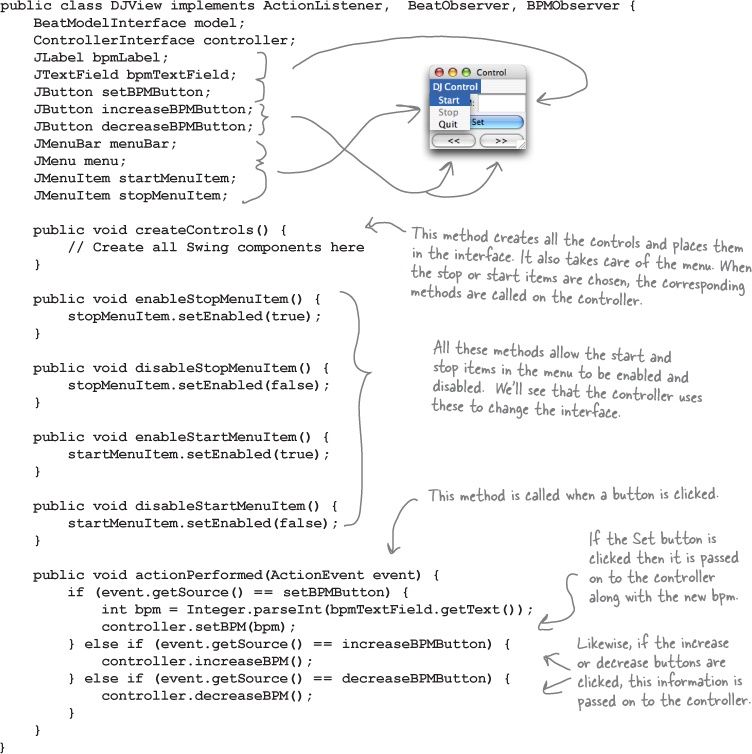 public class DJView implements ActionListener,  BeatObserver, BPMObserver {
    BeatModelInterface model;
    ControllerInterface controller;
    JLabel bpmLabel;
    JTextField bpmTextField;
    JButton setBPMButton;
    JButton increaseBPMButton;
    JButton decreaseBPMButton;
    JMenuBar menuBar;
    JMenu menu;
    JMenuItem startMenuItem;
    JMenuItem stopMenuItem;
Control
DJ Control
Start
Stop
Quit
Set
<<
>>
    public void createControls() {
        // Create all Swing components here
    }
This method creates all the controls and places them
in the interface. It also takes care of the menu. When
the stop or start items are chosen, the corresponding
methods are called on the controller.
    public void enableStopMenuItem() {
        stopMenuItem.setEnabled(true);
    }
    public void disableStopMenuItem() {
        stopMenuItem.setEnabled(false);
    }
    public void enableStartMenuItem() {
        startMenuItem.setEnabled(true);
    }
    public void disableStartMenuItem() {
        startMenuItem.setEnabled(false);
    }
All these methods allow the start and
stop items in the menu to be enabled and
disabled.  We'll see that the controller uses
these to change the interface.
This method is called when a button is clicked.
    public void actionPerformed(ActionEvent event) {
        if (event.getSource() == setBPMButton) {
            int bpm = Integer.parseInt(bpmTextField.getText());
            controller.setBPM(bpm);
        } else if (event.getSource() == increaseBPMButton) {
            controller.increaseBPM();
        } else if (event.getSource() == decreaseBPMButton) {
            controller.decreaseBPM();
        }
    }
}
If the Set button is
clicked then it is passed
on to the controller
along with the new bpm.
Likewise, if the increase
or decrease buttons are
clicked, this information is
passed on to the controller.